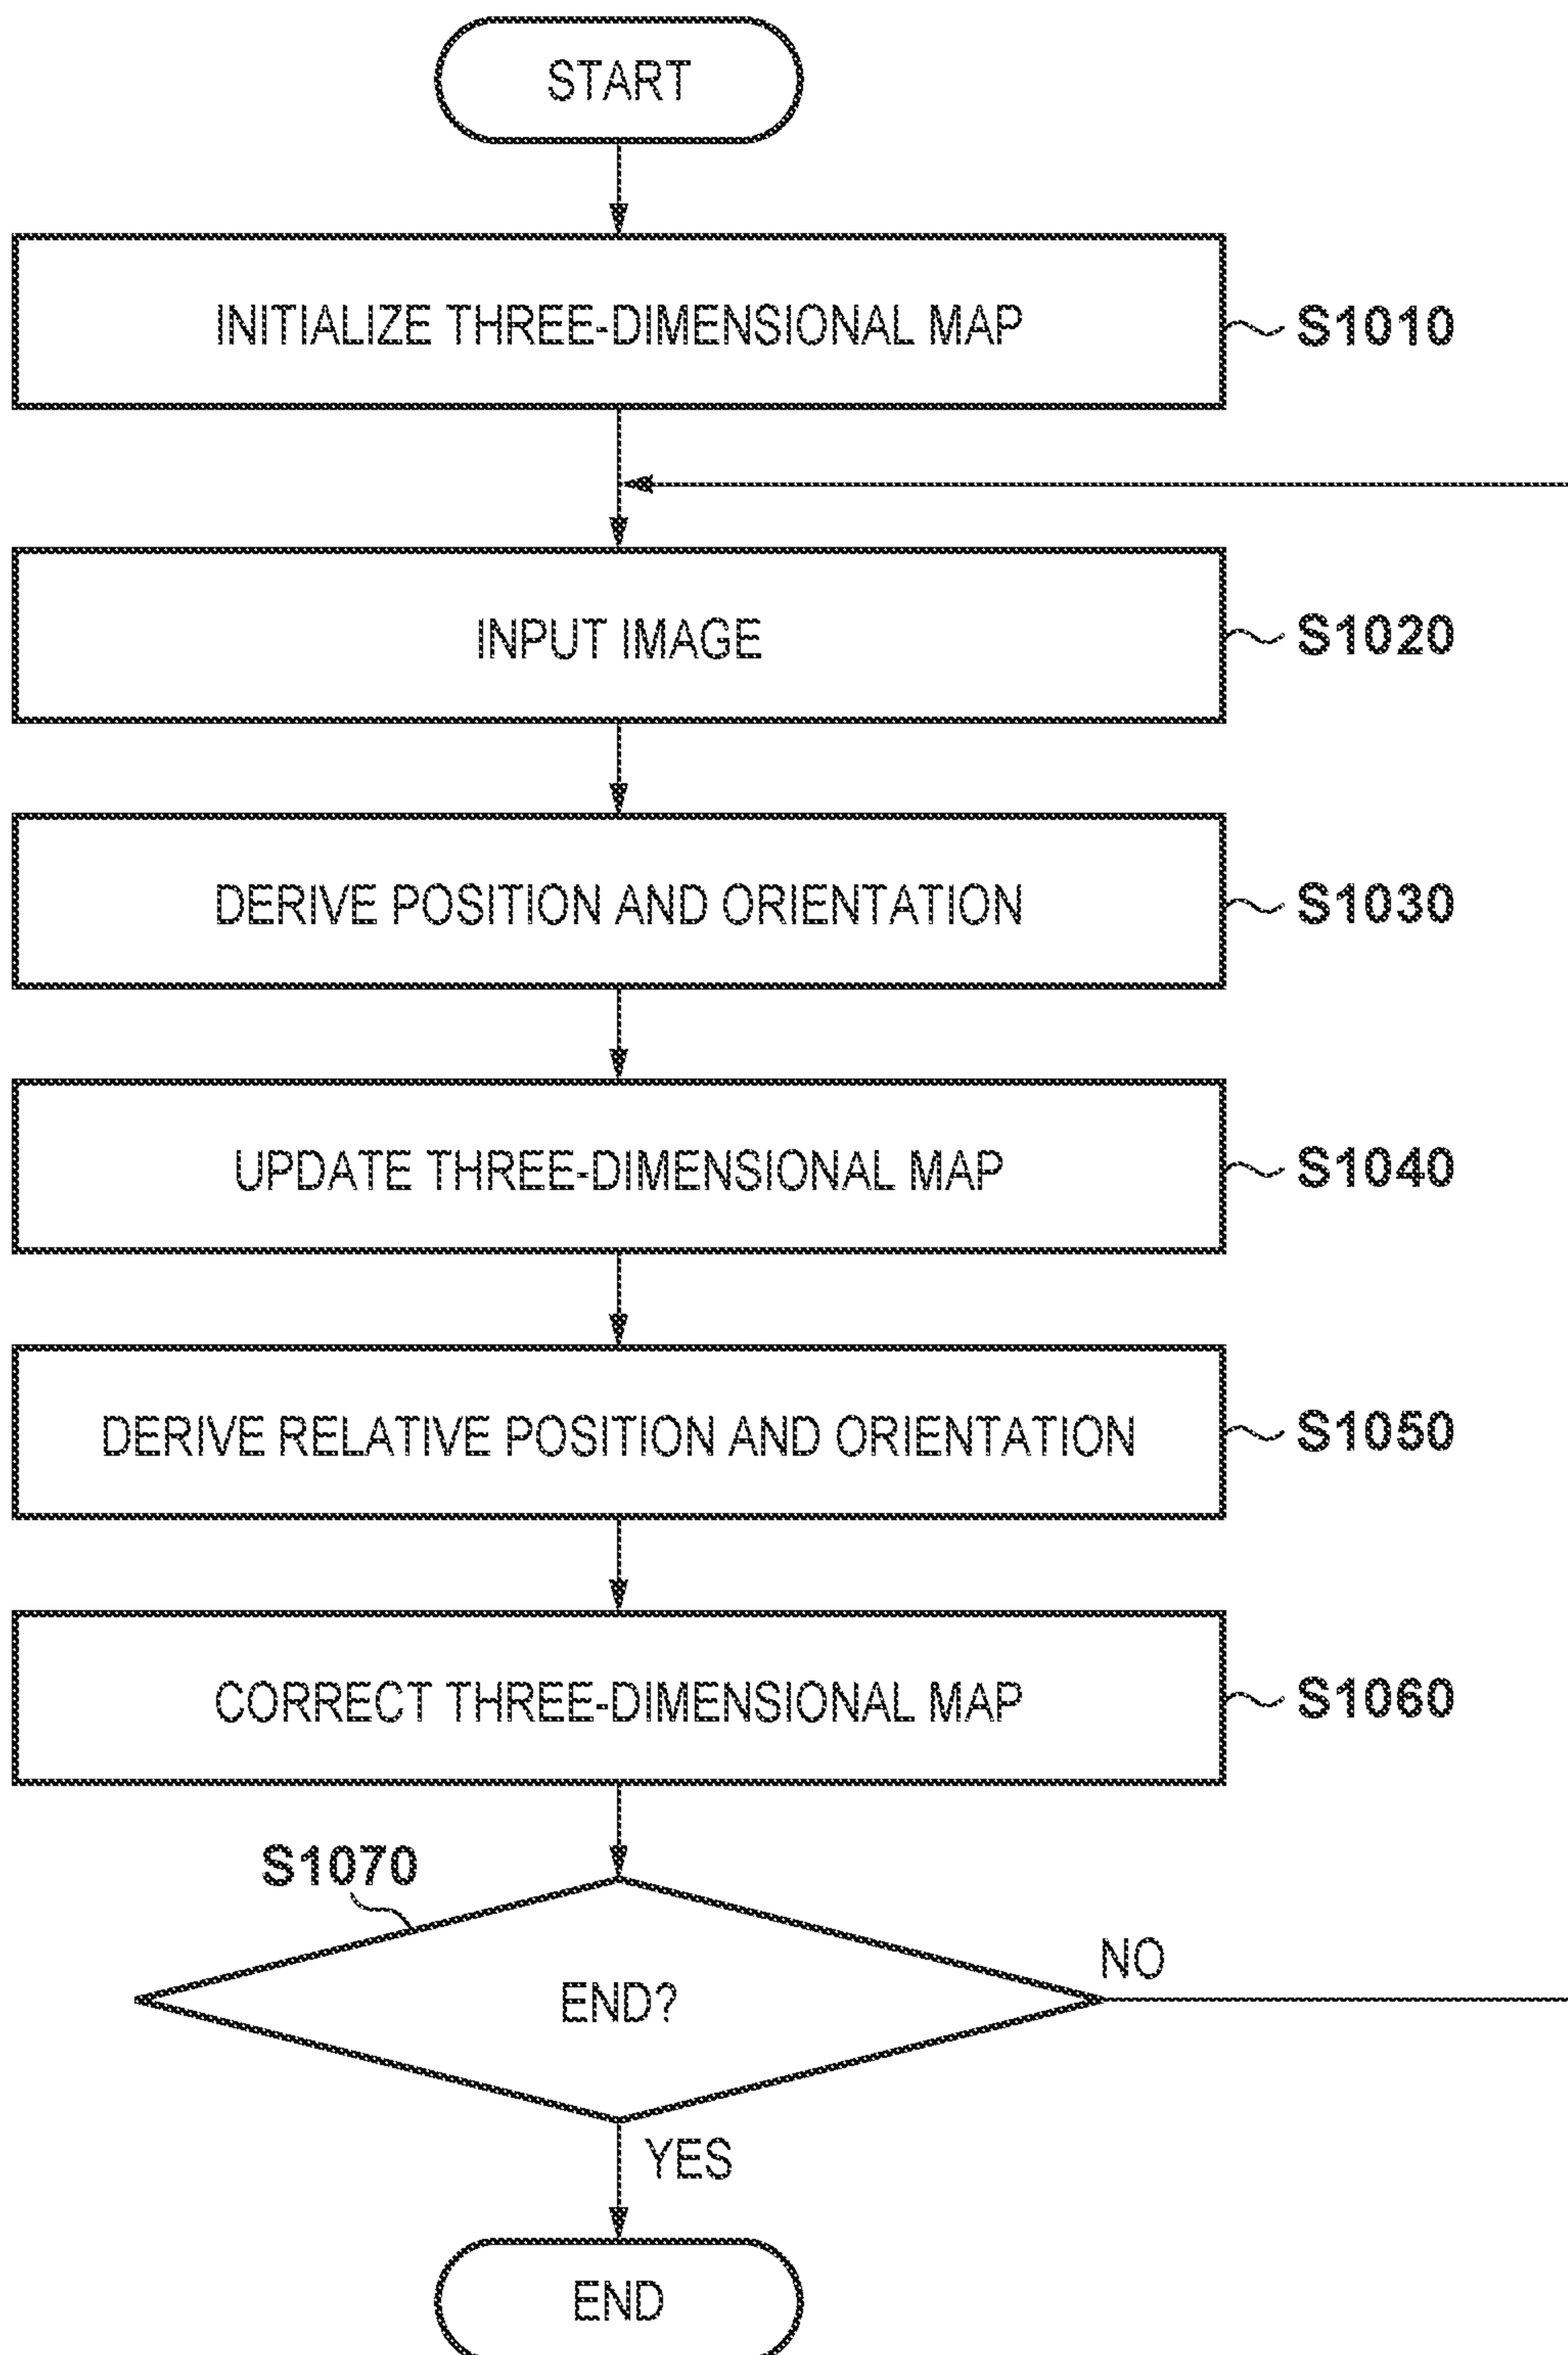 START
INITIALIZE THREE-DIMENSIONAL MAP
S1010
INPUT IMAGE
S1020
DERIVE POSITION AND ORIENTATION
S1030
UPDATE THREE-DIMENSIONAL MAP
S1040
DERIVE RELATIVE POSITION AND ORIENTATION
S1050
CORRECT THREE-DIMENSIONAL MAP
S1060
S1070
END?
NO
YES
END